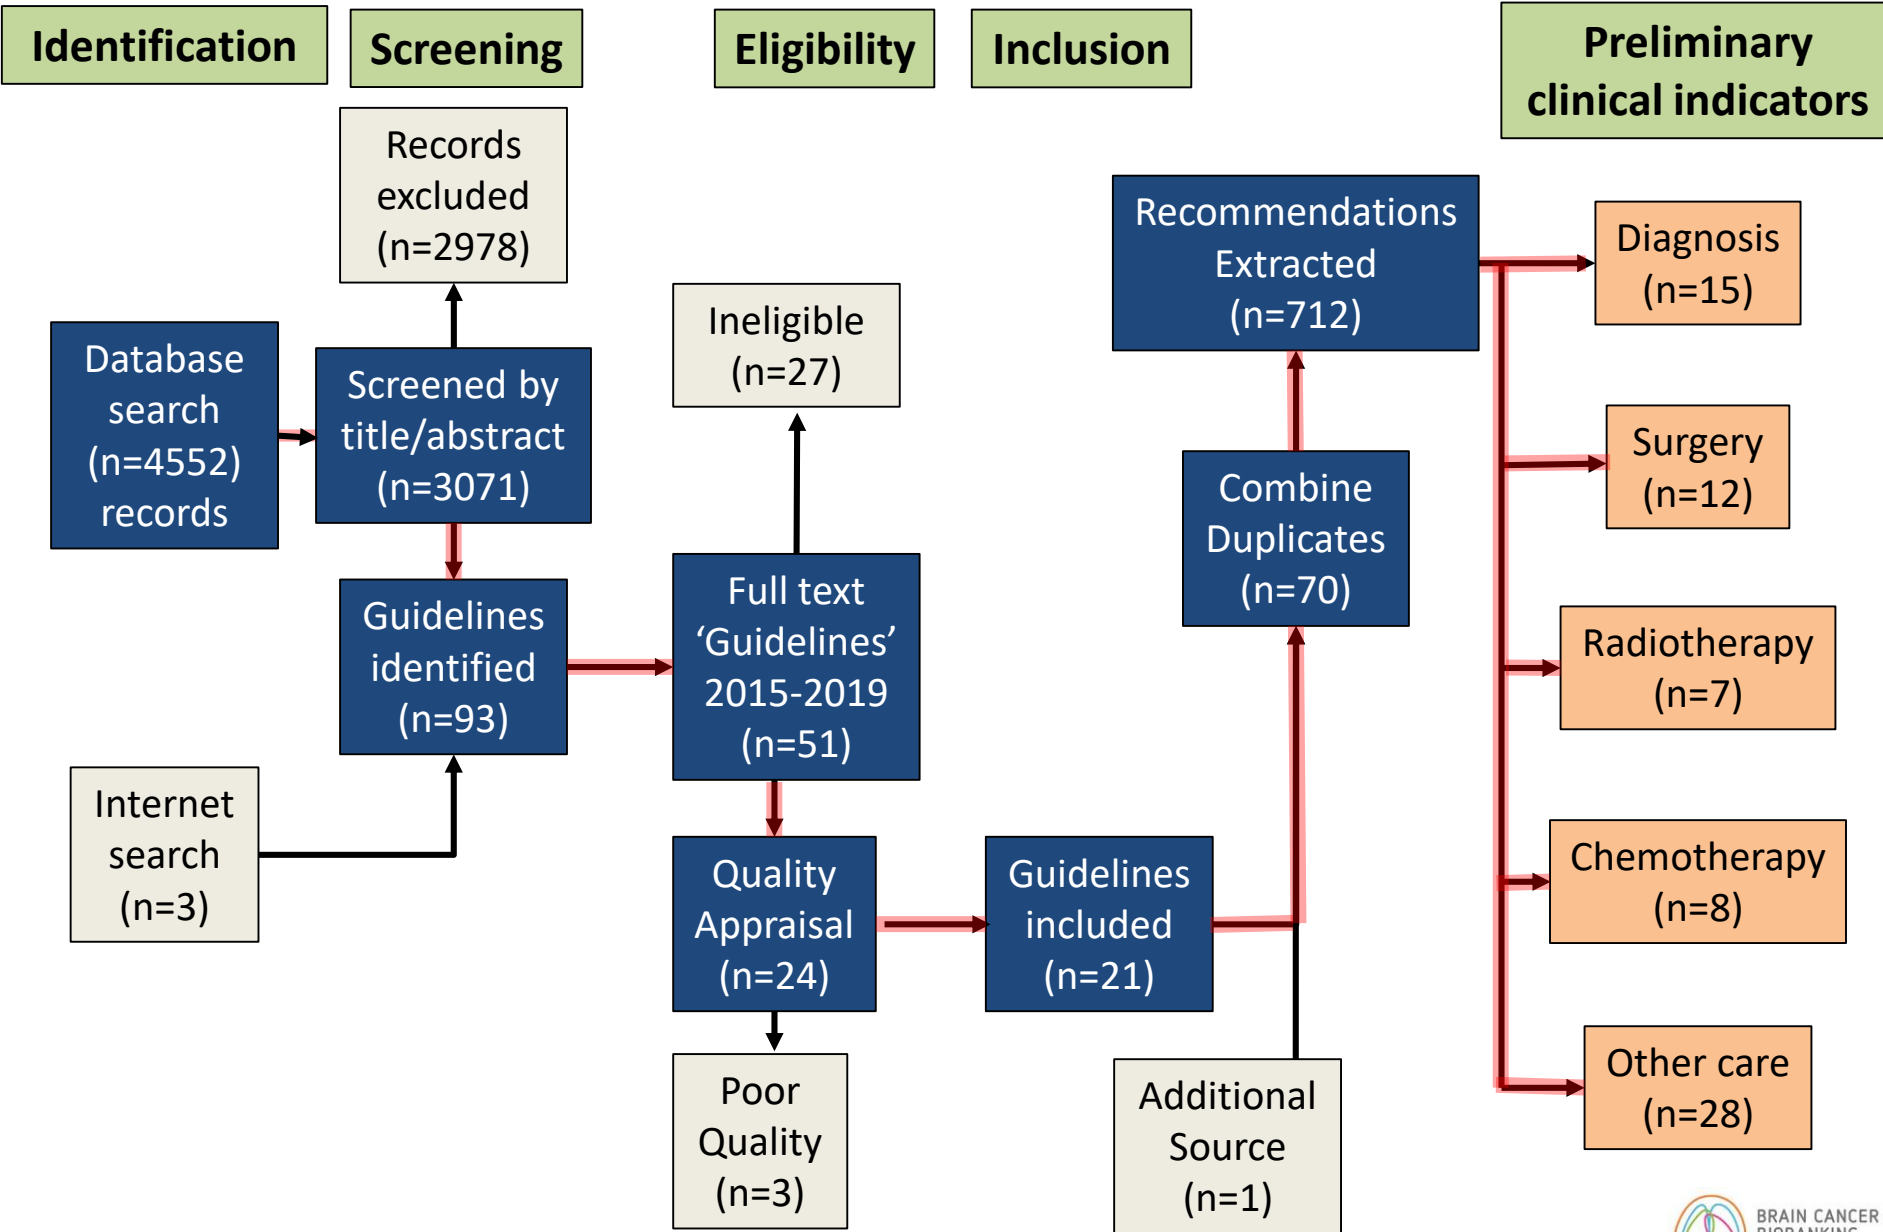 Identification
Screening
Eligibility
Inclusion
Preliminary
clinical indicators
Records
excluded
(n=2978)
Database
search
(n=4552)
records
Screened by
title/abstract
(n=3071)
Guidelines
identified
(n=93)
Internet
search
(n=3)
Ineligible
(n=27)
Full text
‘Guidelines’
2015-2019
(n=51)
Quality
Appraisal
(n=24)
Poor
Quality
(n=3)
Guidelines
included
(n=21)
Additional
Source
(n=1)
Combine
Duplicates
(n=70)
Recommendations
Extracted
(n=712)
Diagnosis
(n=15)
Surgery
(n=12)
Radiotherapy
(n=7)
Chemotherapy
(n=8)
Other care
(n=28)
BRAIN CANCER
BIOBANKING